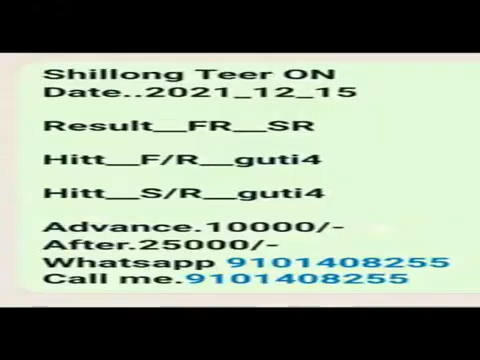 Shillong Teer ON
Date..2021_12_15
Result__FR__SR
Hitt__F/R__guti4
Hitt__S/R__guti4
Advance.10000/-
After.25000/-
Whatsapp 9101408255
Call me.9101408255